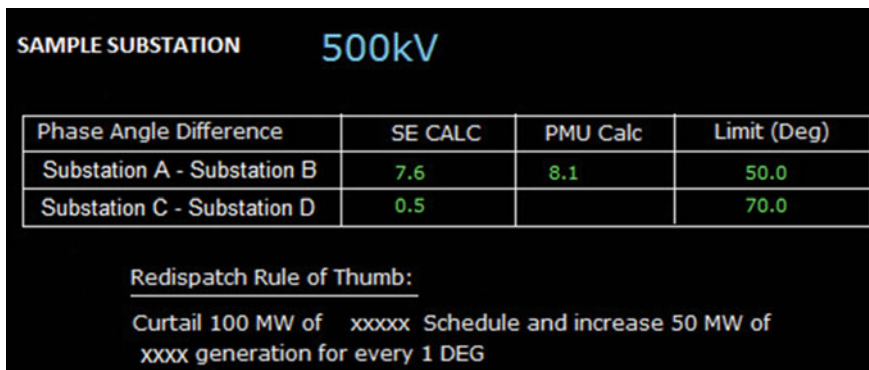 SAMPLE SUBSTATION 500kV
Phase Angle Difference SE CALC PMU Calc Limit (Deg)
Substation A - Substation B 7.6 8.1 50.0
Substation C - Substation D 0.5 70.0
Redispatch Rule of Thumb:
Curtail 100 MW of xxxxx Schedule and increase 50 MW of
xxxx generation for every 1 DEG